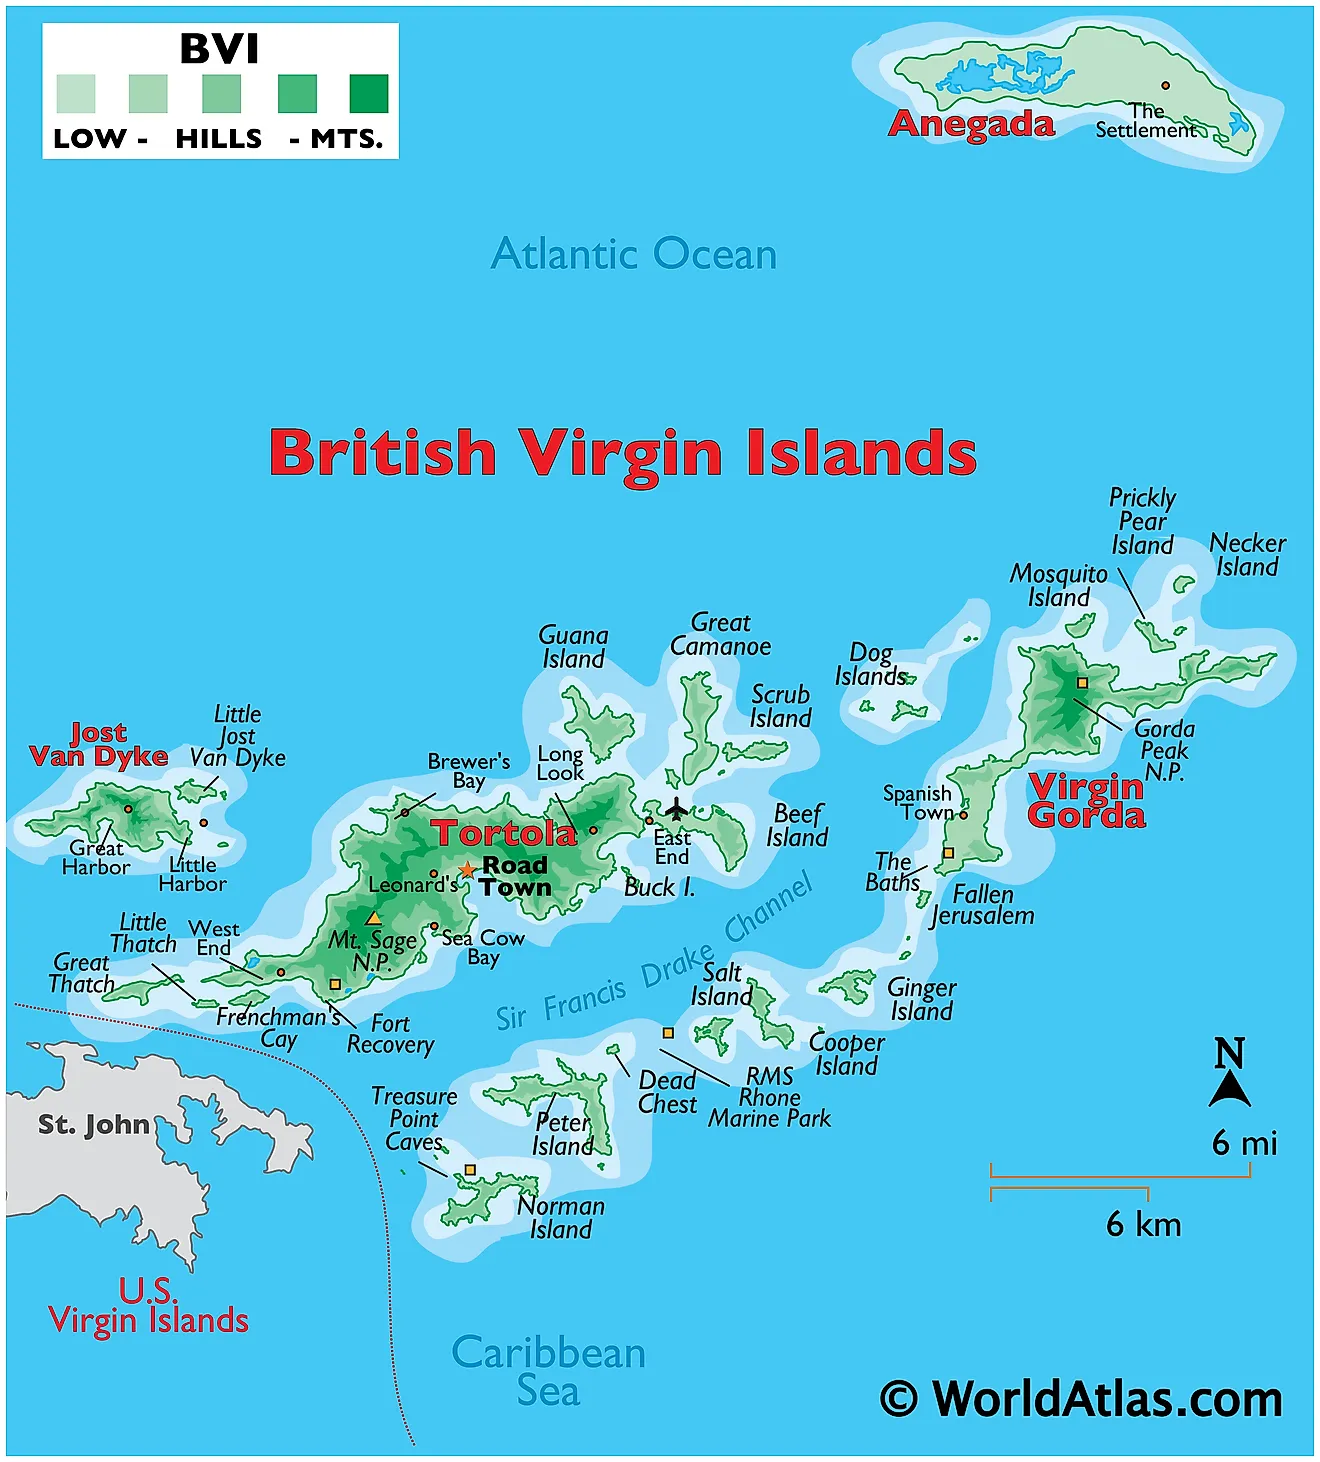 BVI
LOW - HILLS - MTS.
Anegada
The
Settlement
Atlantic Ocean
British Virgin Islands
Prickly
Pear
Island
Necker
Island
Mosquito
Island
Guana
Island
Great
Camanoe
Dog
Islands
Scrub
Island
Little
Jost
Van Dyke
Jost
Van Dyke
Brewer's
Bay
Long
Look
Gorda
Peak
N.P.
Virgin
Gorda
Spanish
Town
Beef
Island
Tortola
East
End
Great
Harbor
Little
Harbor
Road
Town
Leonard's
Buck I.
The
Baths
Fallen
Jerusalem
Little
Thatch
West
End
Mt. Sage
N.P.
Sea Cow
Bay
Great
Thatch
Sir Francis Drake Channel
Salt
Island
Ginger
Island
Frenchman's
Cay
Fort
Recovery
Cooper
Island
Dead
Chest
RMS
Rhone
Marine Park
Treasure
Point
Caves
Peter
Island
Norman
Island
St. John
N
6 mi
6 km
U.S.
Virgin Islands
Caribbean
Sea
© WorldAtlas.com